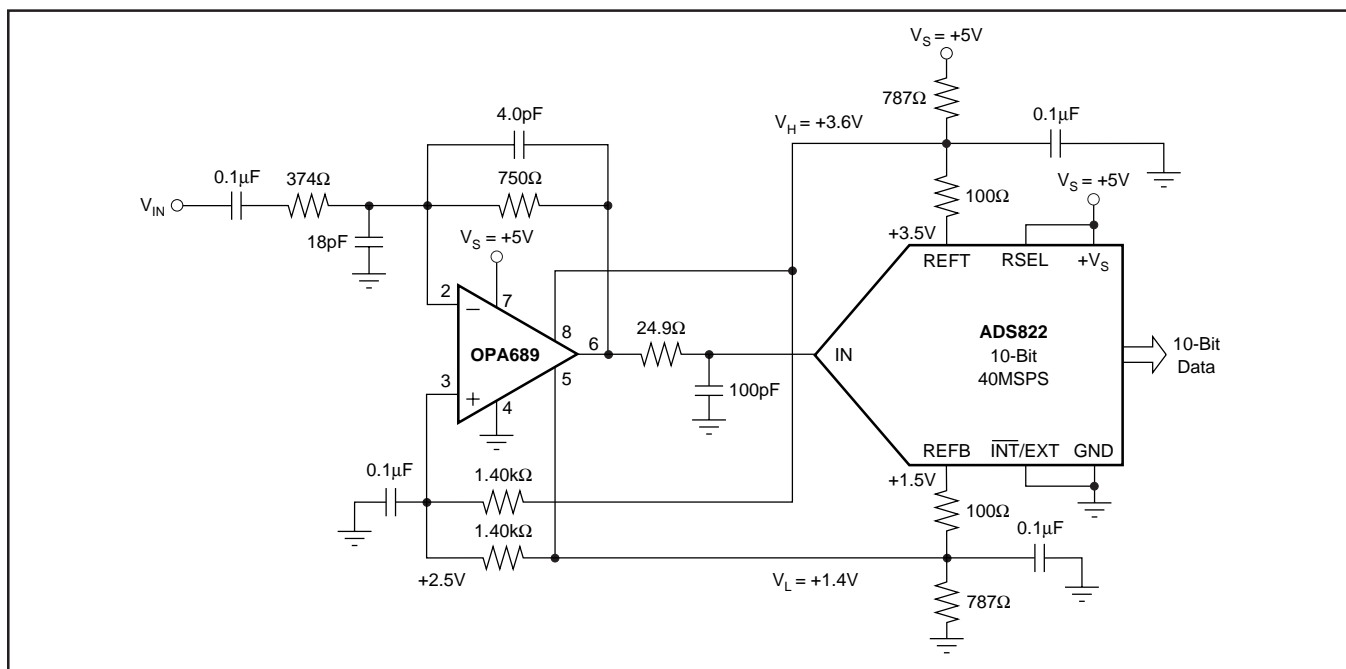 V_S = +5V
787Ω
4.0pF
V_H = +3.6V
0.1µF
0.1µF
374Ω
750Ω
V_S = +5V
100Ω
V_IN
18pF
V_S = +5V
+3.5V
REFT
RSEL
+V_S
2
7
−
8
24.9Ω
ADS822
OPA689
6
IN
10-Bit
10-Bit
40MSPS
Data
3
5
+
4
100pF
REFB
INT/EXT
GND
0.1µF
1.40kΩ
+1.5V
1.40kΩ
100Ω
0.1µF
+2.5V
V_L = +1.4V
787Ω